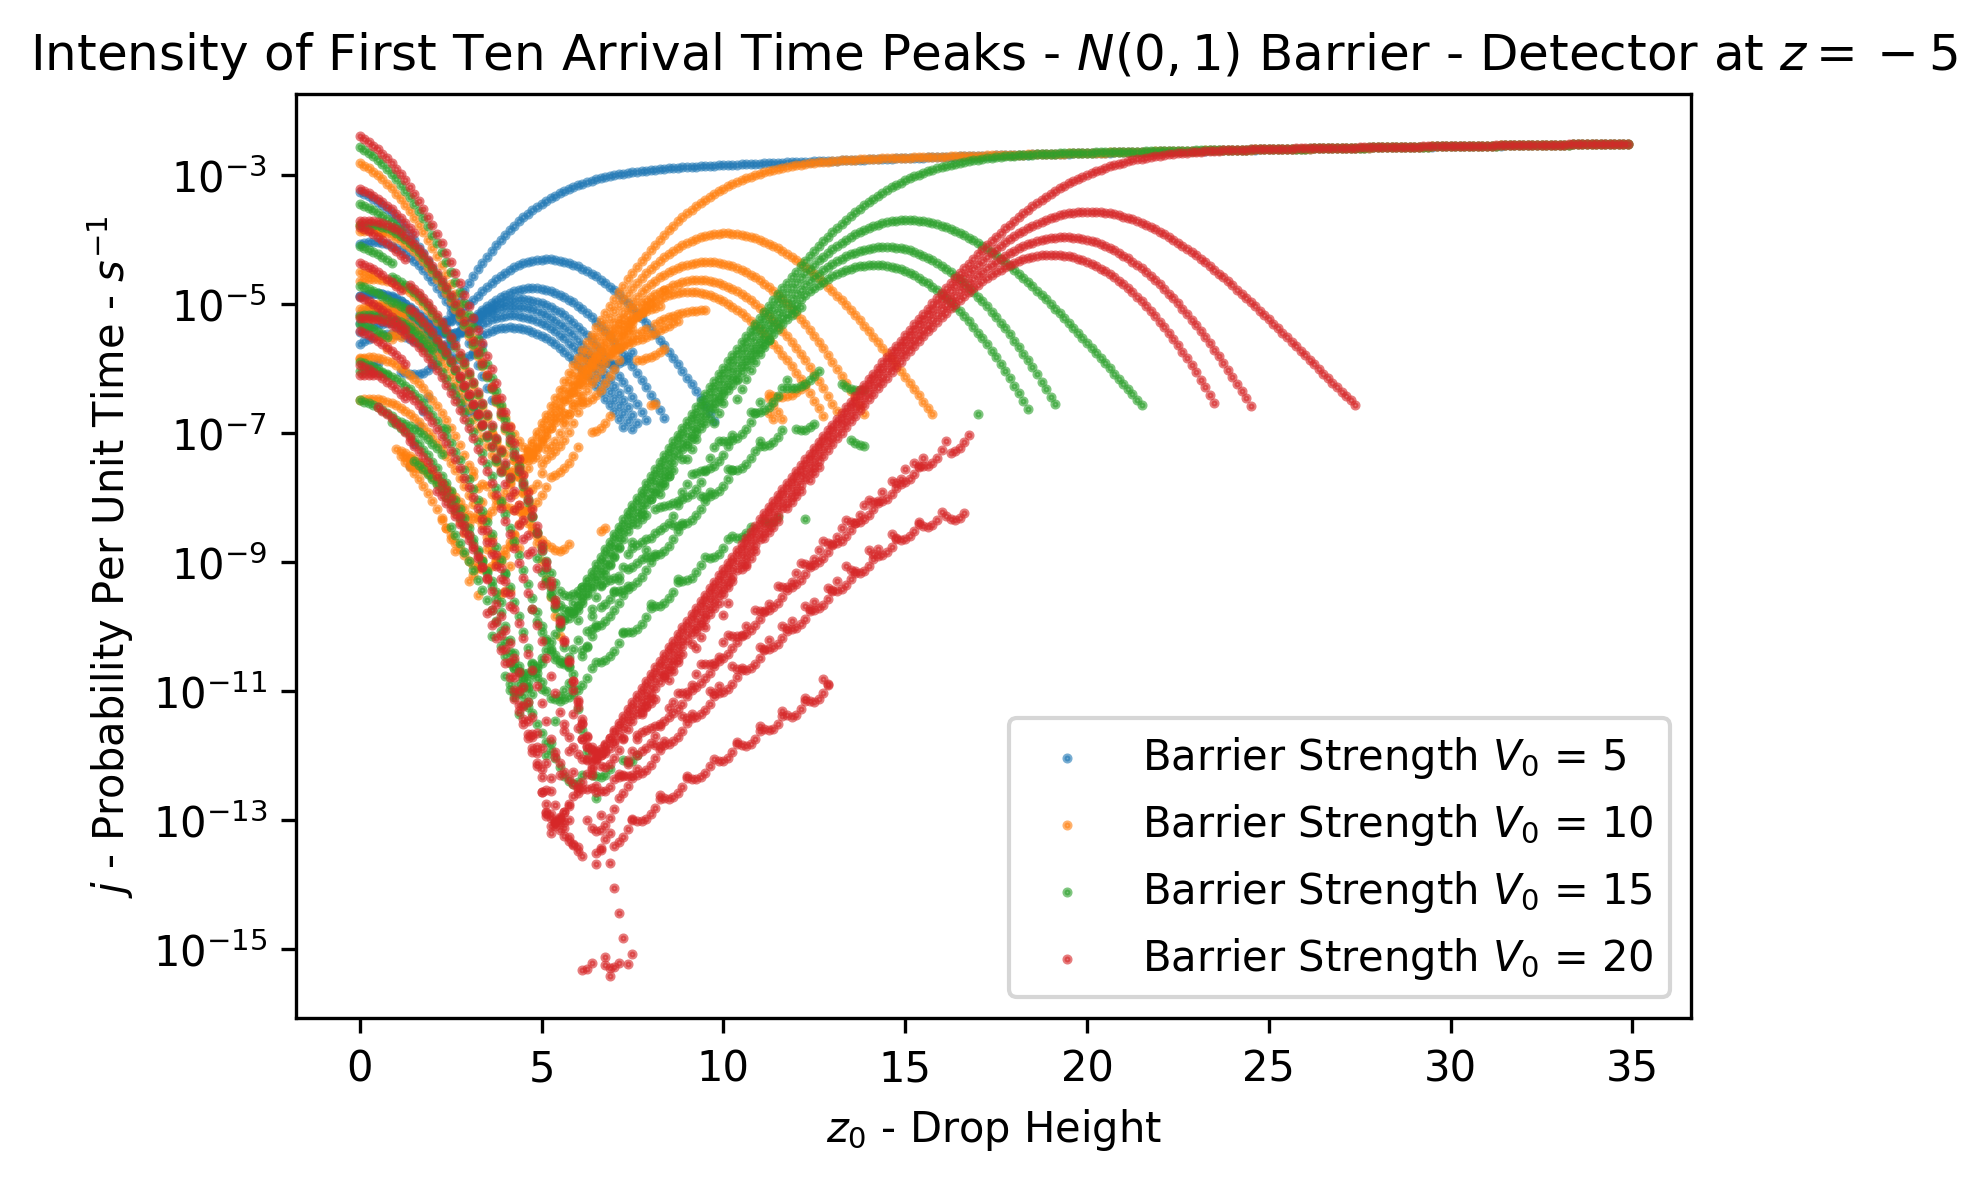 Intensity of First Ten Arrival Time Peaks - N(0, 1) Barrier - Detector at z = −5
j - Probability Per Unit Time - s⁻¹
10⁻³
10⁻⁵
10⁻⁷
10⁻⁹
10⁻¹¹
10⁻¹³
10⁻¹⁵
Barrier Strength V₀ = 5
Barrier Strength V₀ = 10
Barrier Strength V₀ = 15
Barrier Strength V₀ = 20
0 5 10 15 20 25 30 35
z₀ - Drop Height